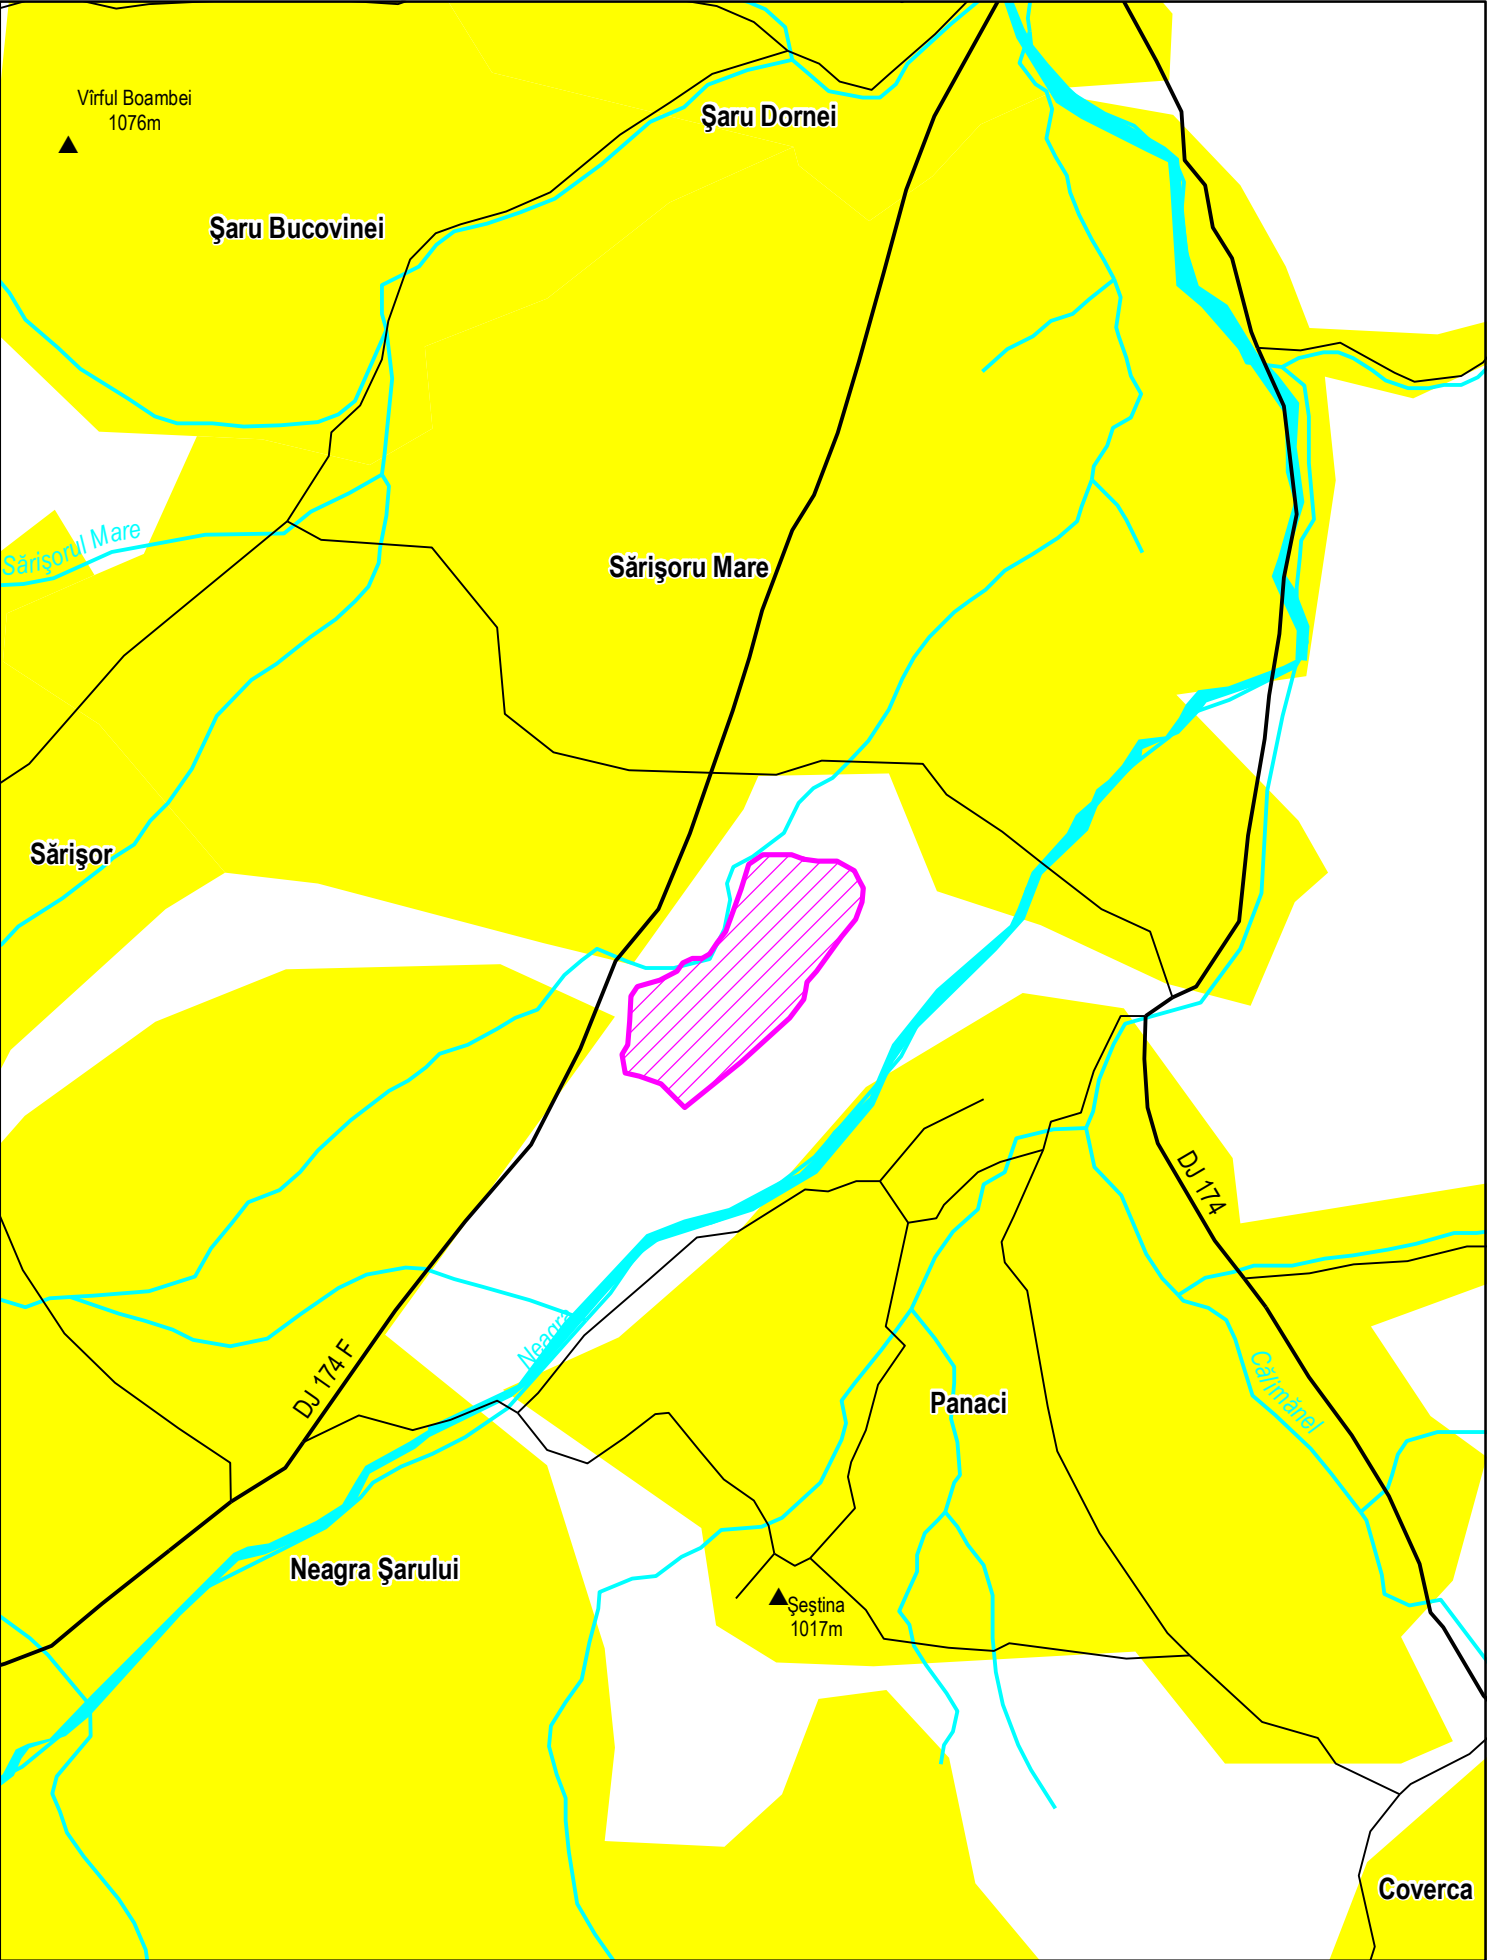 Vîrful Boambei
1076m
Şaru Dornei
Şaru Bucovinei
Sărişorul Mare
Sărişoru Mare
Sărişor
DJ 174
Neagra
DJ 174 F
Călimănel
Panaci
Neagra Şarului
Şeştina
1017m
Coverca